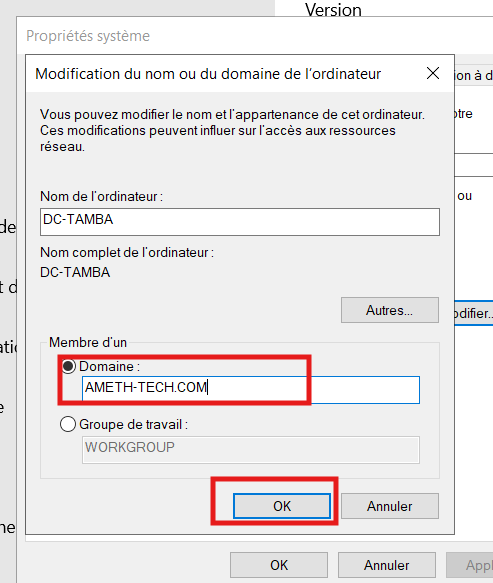 Version
Propriétés système
Modification du nom ou du domaine de l'ordinateur
Vous pouvez modifier le nom et l'appartenance de cet ordinateur.
Ces modifications peuvent influer sur l'accès aux ressources
réseau.
Nom de l'ordinateur :
DC-TAMBA
Nom complet de l'ordinateur :
DC-TAMBA
Autres...
Membre d'un
Domaine :
AMETH-TECH.COM
Groupe de travail :
WORKGROUP
OK Annuler
OK Annuler Appl
ion à d
otre
ou
odifier...
de
t d
atic
e
ne